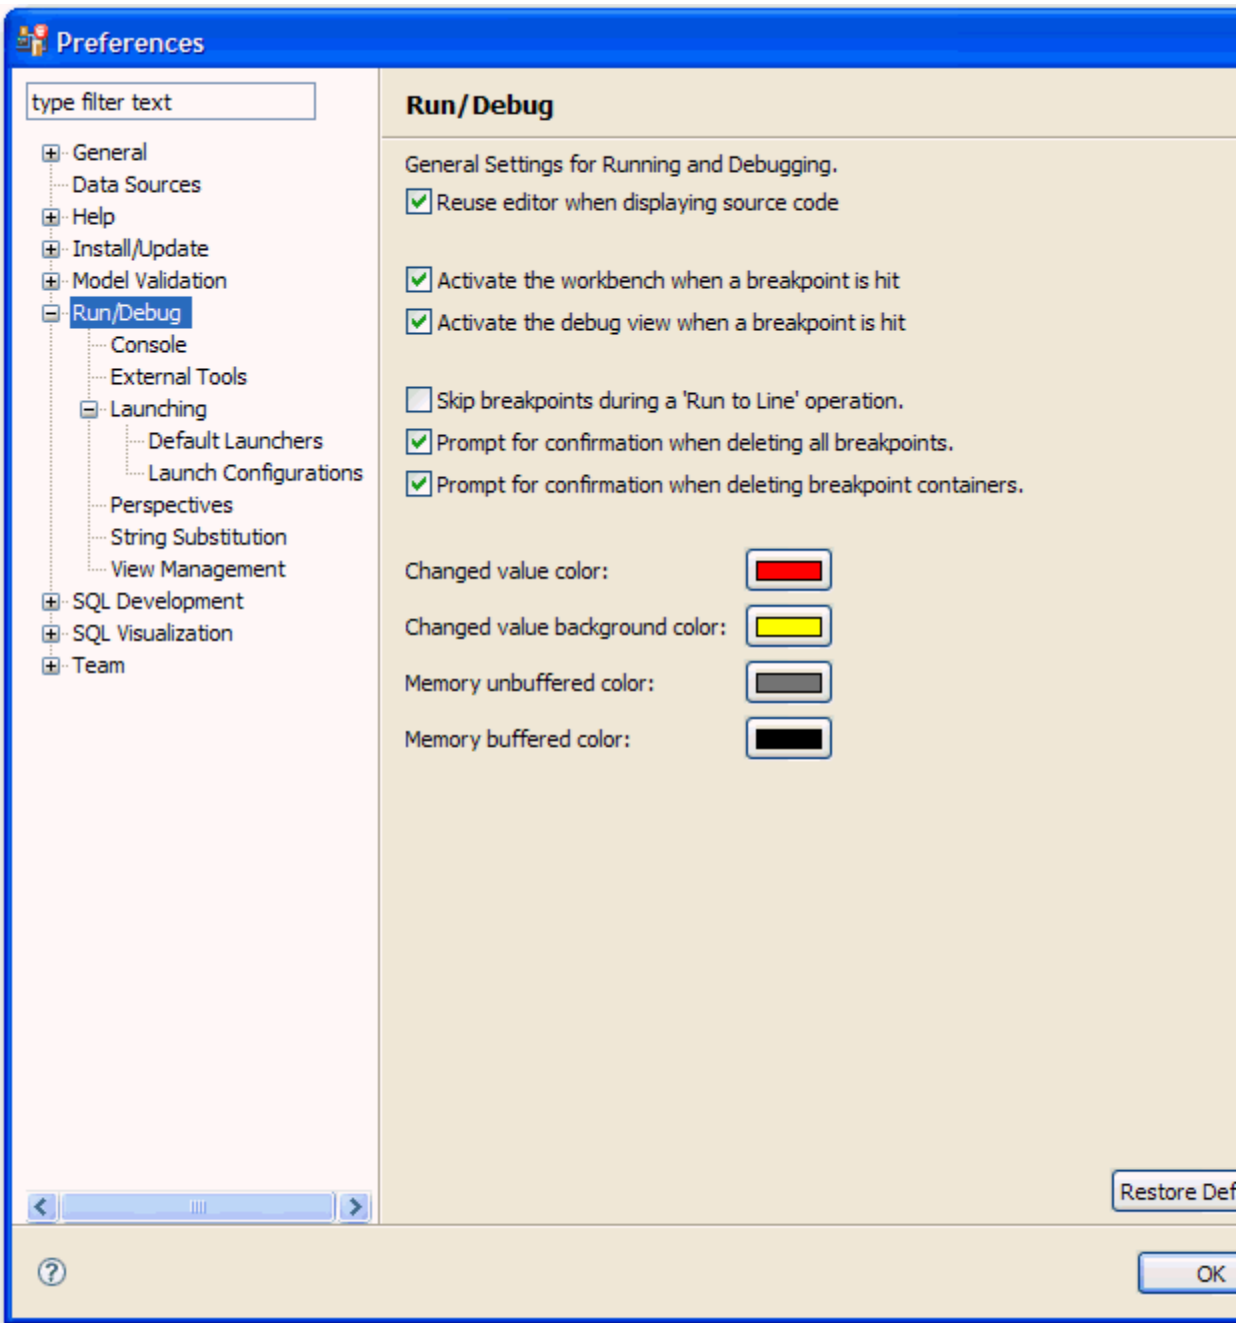 Preferences
type filter text
General
Data Sources
Help
Install/Update
Model Validation
Run/Debug
Console
External Tools
Launching
Default Launchers
Launch Configurations
Perspectives
String Substitution
View Management
SQL Development
SQL Visualization
Team
Run/Debug
General Settings for Running and Debugging.
Reuse editor when displaying source code
Activate the workbench when a breakpoint is hit
Activate the debug view when a breakpoint is hit
Skip breakpoints during a 'Run to Line' operation.
Prompt for confirmation when deleting all breakpoints.
Prompt for confirmation when deleting breakpoint containers.
Changed value color:
Changed value background color:
Memory unbuffered color:
Memory buffered color:
Restore Def
?
OK